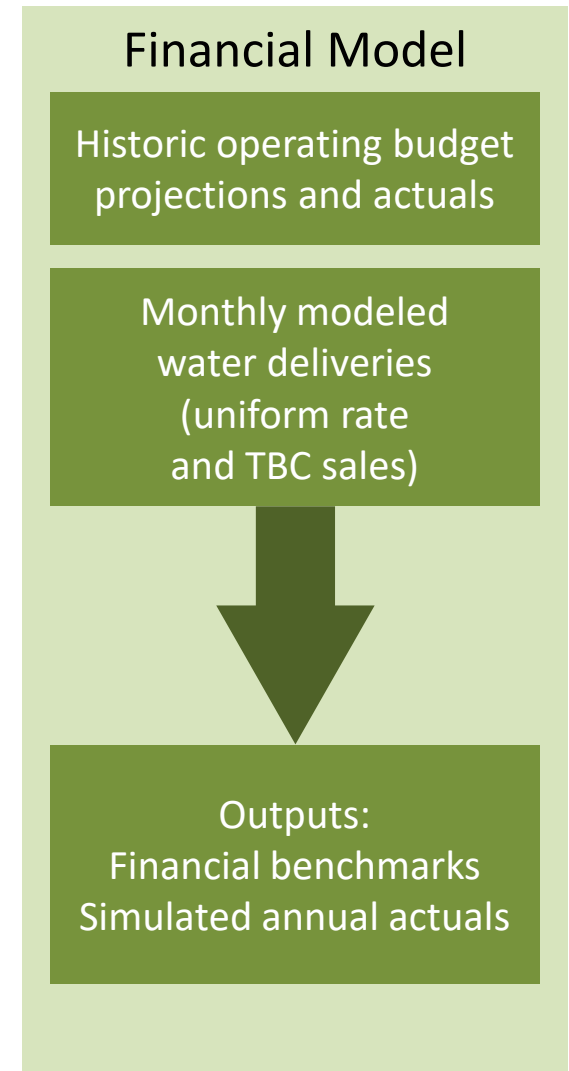 Financial Model
Historic operating budget
projections and actuals
Monthly modeled
water deliveries
(uniform rate
and TBC sales)
Outputs:
Financial benchmarks
Simulated annual actuals